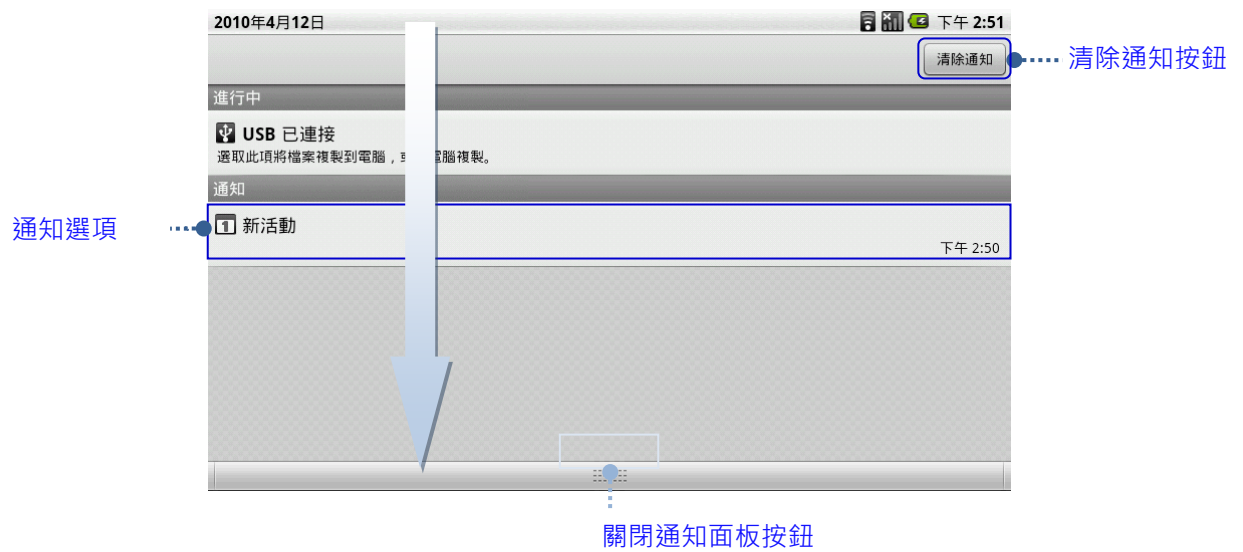 2010年4月12日
下午 2:51
清除通知
清除通知按鈕
進行中
USB 已連接
選取此項將檔案複製到電腦，或 電腦複製。
通知
通知選項
1 新活動
下午 2:50
關閉通知面板按鈕